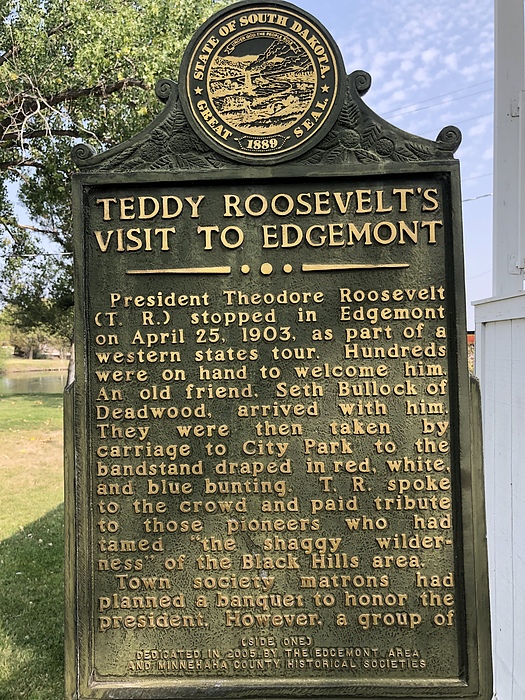 STATE OF SOUTH DAKOTA
GREAT SEAL
1889
TEDDY ROOSEVELT'S
VISIT TO EDGEMONT
President Theodore Roosevelt
(T. R.) stopped in Edgemont
on April 25, 1903, as part of a
western states tour. Hundreds
were on hand to welcome him.
An old friend, Seth Bullock of
Deadwood, arrived with him.
They were then taken by
carriage to City Park to the
bandstand draped in red, white,
and blue bunting. T. R. spoke
to the crowd and paid tribute
to those pioneers who had
tamed "the shaggy wilder-
ness" of the Black Hills area.
Town society matrons had
planned a banquet to honor the
president. However, a group of
(SIDE ONE)
DEDICATED IN 2005 BY THE EDGEMONT AREA
AND MINNEHAHA COUNTY HISTORICAL SOCIETIES